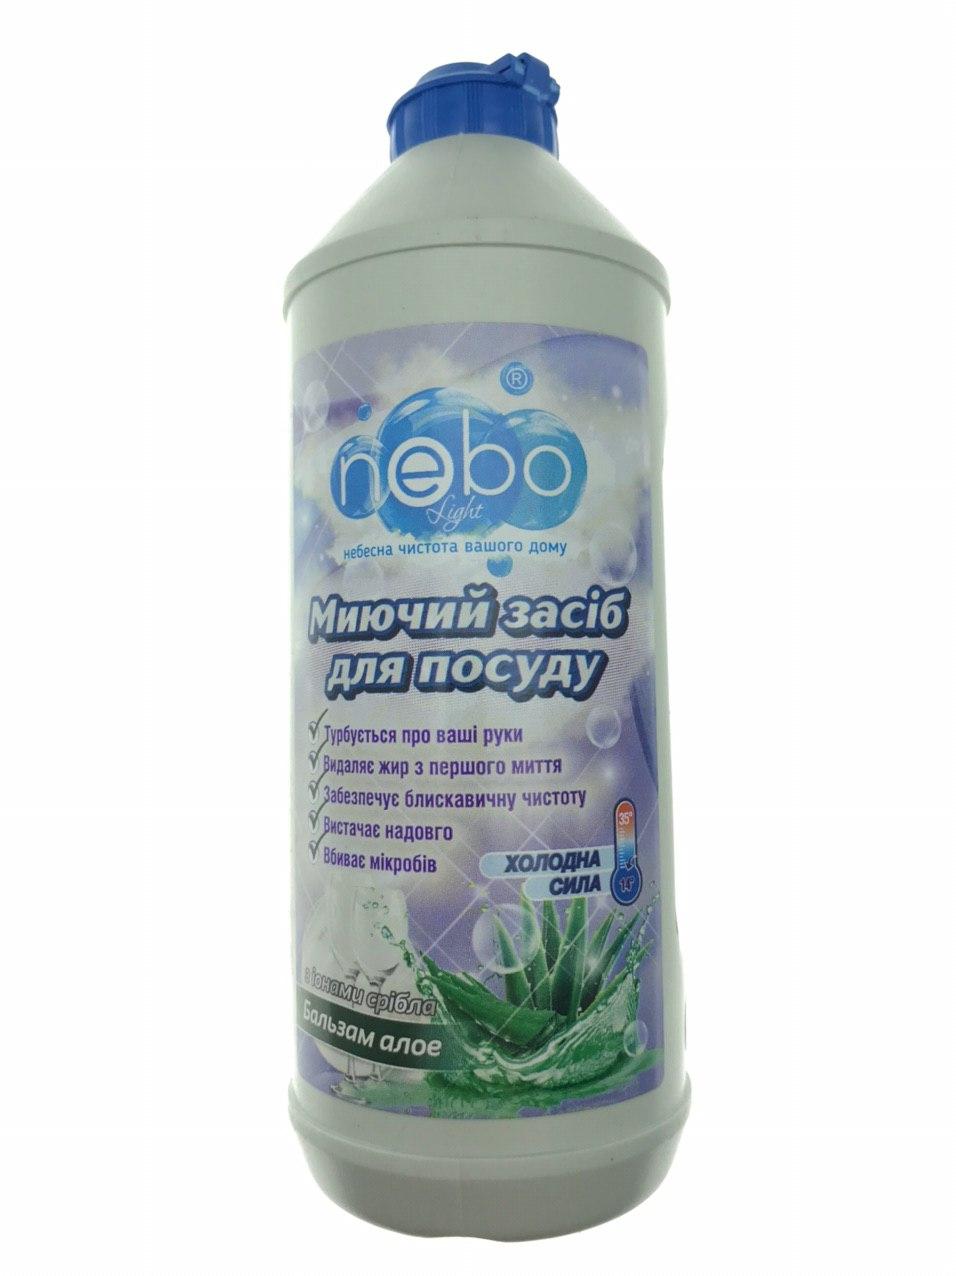 ®
nebo
Light
небесна чистота вашого дому
Миючий засіб
для посуду
Турбується про ваші руки
Видаляє жир з першого миття
Забезпечує блискавичну чистоту
Вистачає надовго
Вбиває мікробів
35°
ХОЛОДНА
СИЛА
14°
з іонами срібла
Бальзам алое